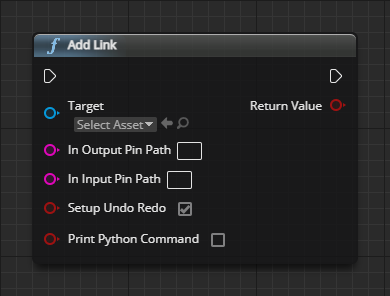 f Add Link
Target
Return Value
Select Asset
In Output Pin Path
In Input Pin Path
Setup Undo Redo
Print Python Command